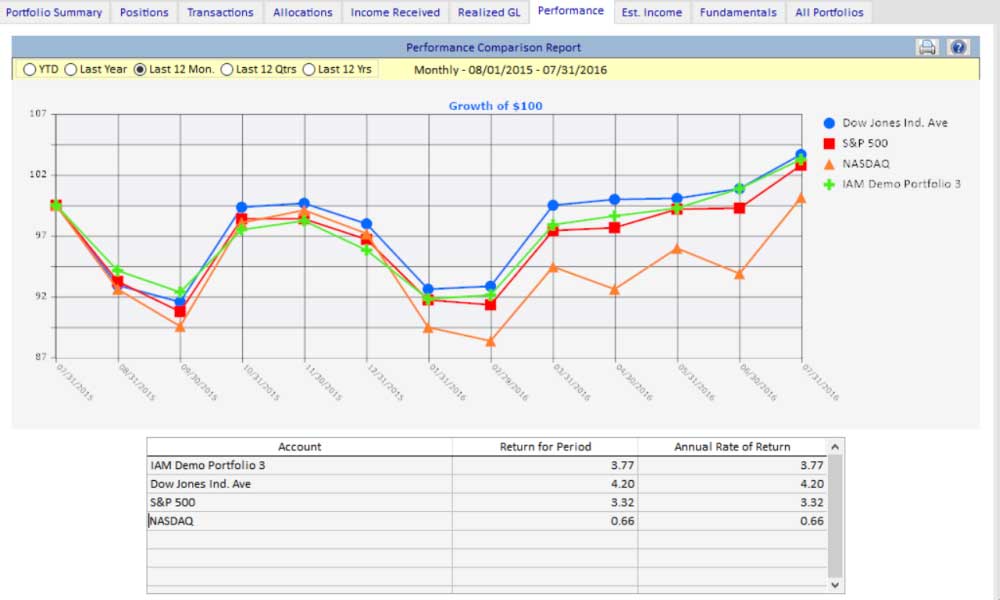 Portfolio Summary Positions Transactions Allocations Income Received Realized GL Performance Est. Income Fundamentals All Portfolios
Performance Comparison Report
YTD Last Year Last 12 Mon. Last 12 Qtrs Last 12 Yrs Monthly - 08/01/2015 - 07/31/2016
Growth of $100
107
102
97
92
87
07/31/2015 08/31/2015 09/30/2015 10/31/2015 11/30/2015 12/31/2015 01/31/2016 02/29/2016 03/31/2016 04/30/2016 05/31/2016 06/30/2016 07/31/2016
Dow Jones Ind. Ave
S&P 500
NASDAQ
IAM Demo Portfolio 3
Account Return for Period Annual Rate of Return
IAM Demo Portfolio 3 3.77 3.77
Dow Jones Ind. Ave 4.20 4.20
S&P 500 3.32 3.32
NASDAQ 0.66 0.66